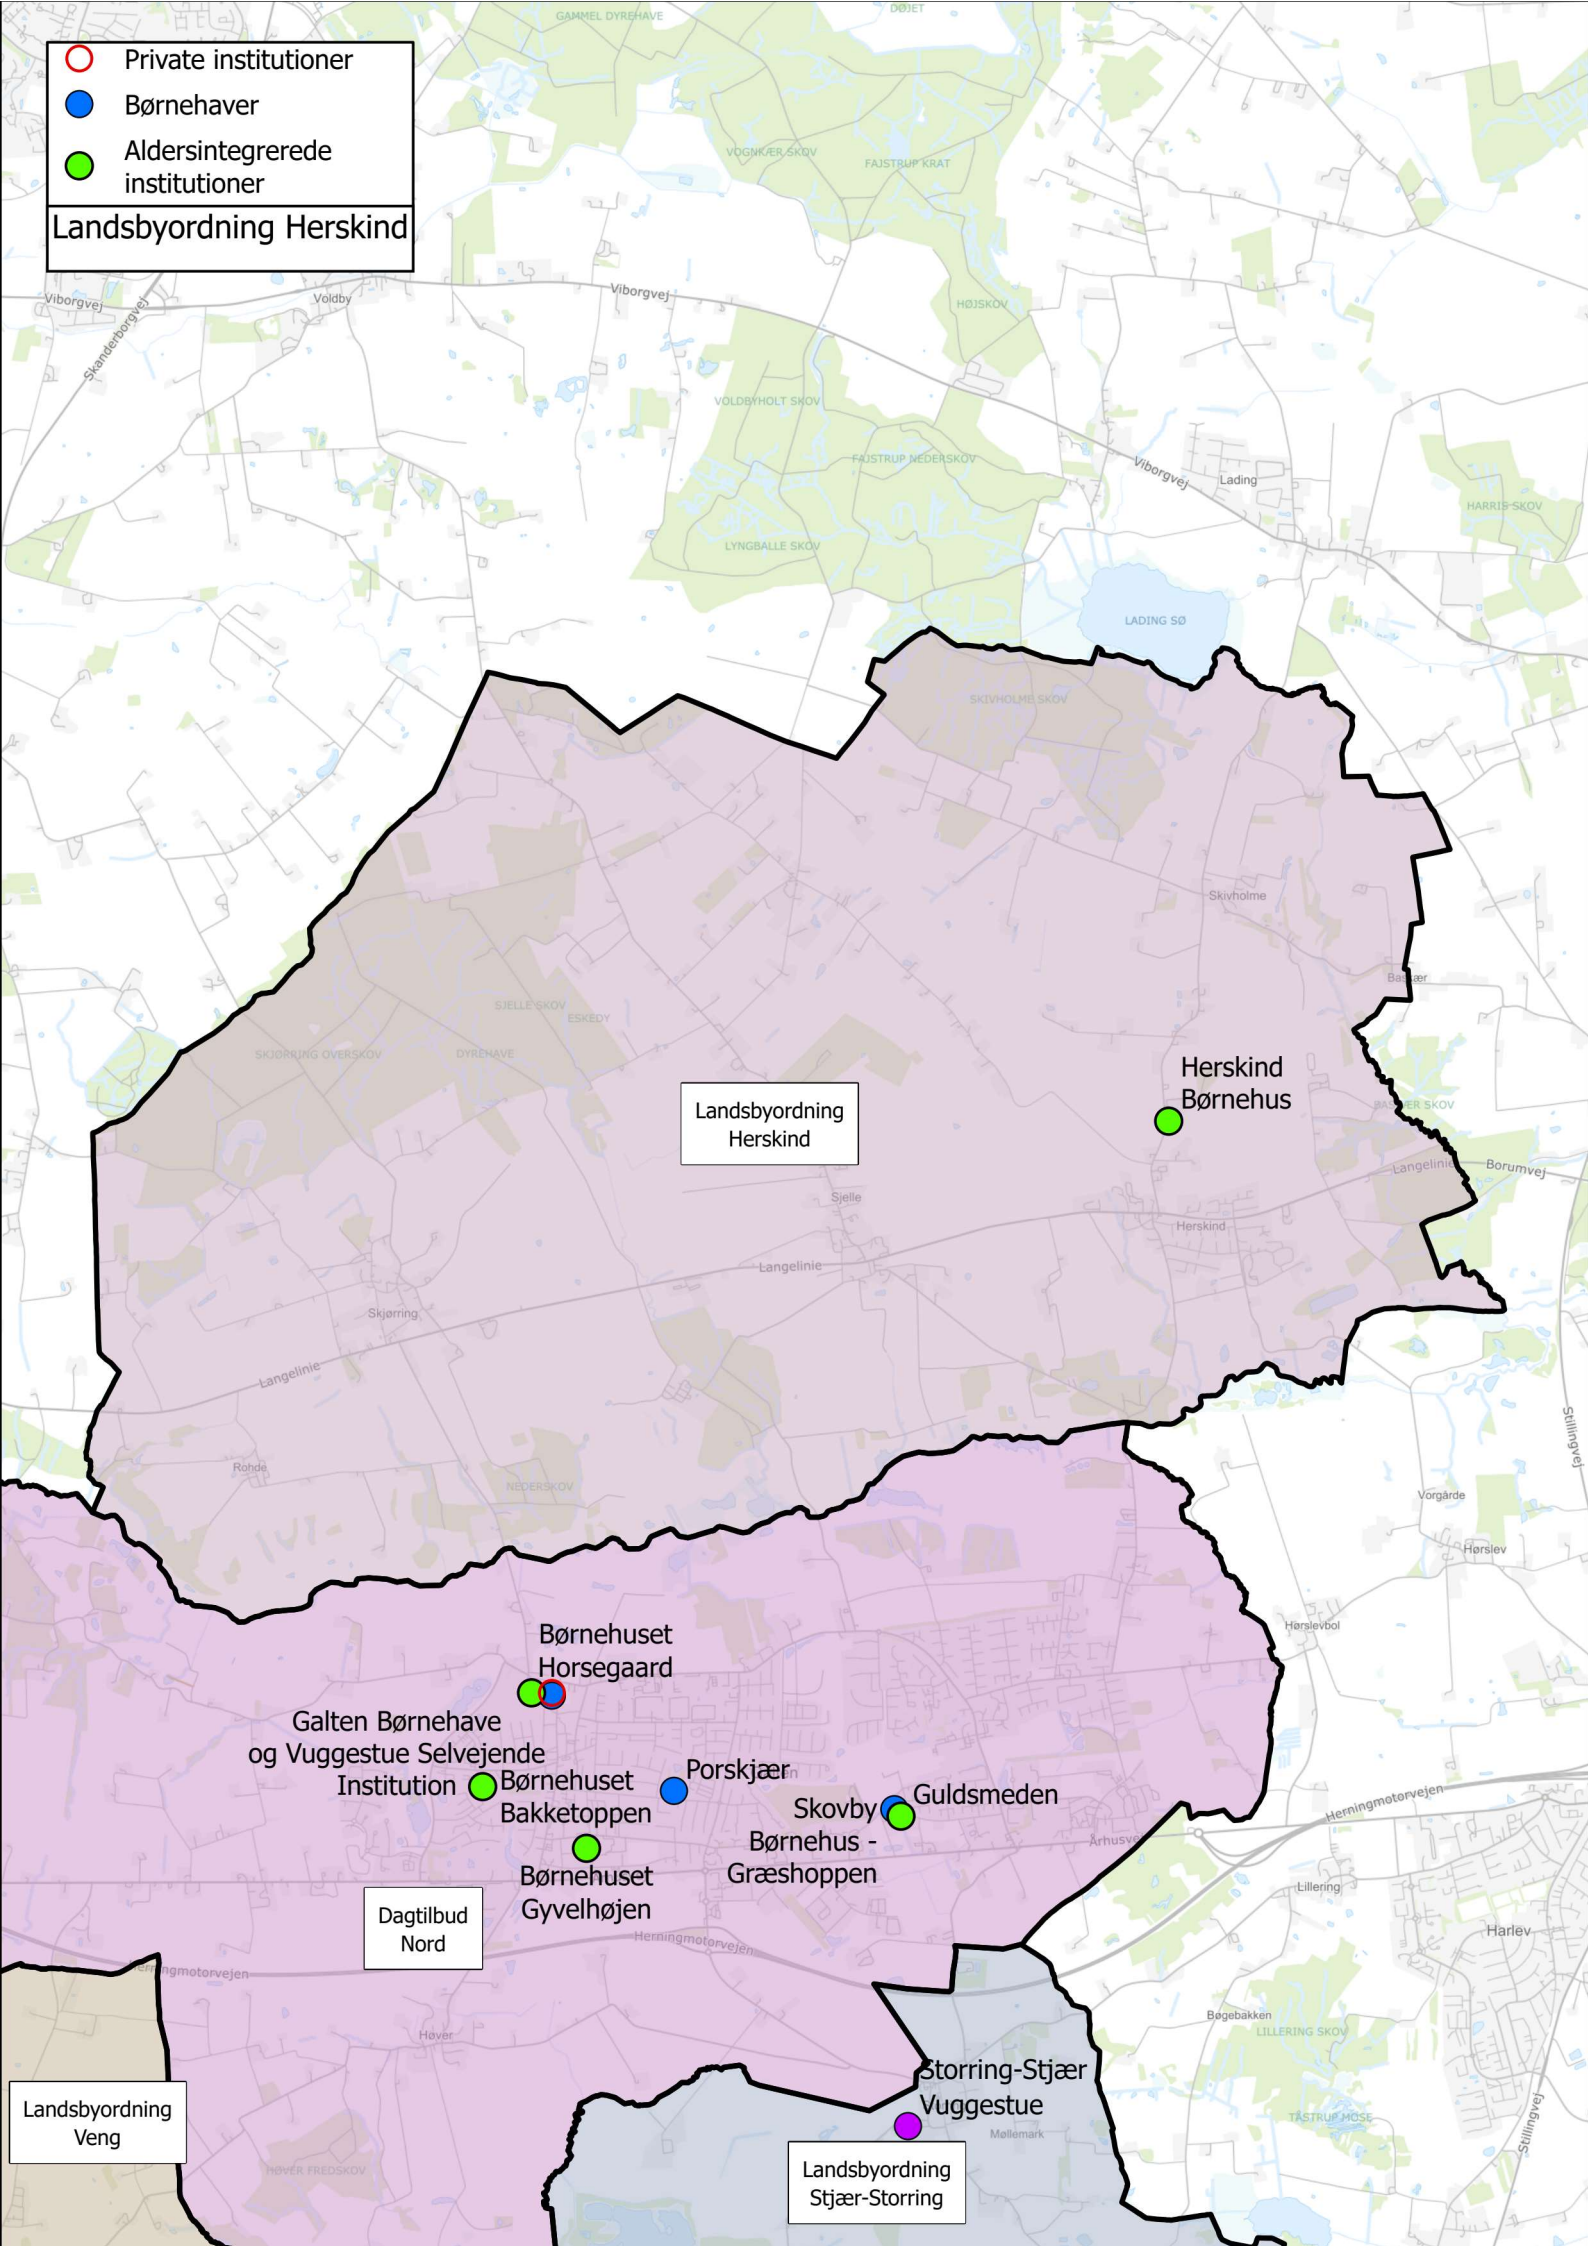 GAMMEL DYREHAVE
DØJET
Private institutioner
Børnehaver
Aldersintegrerede
institutioner
Landsbyordning Herskind
VOGNKÆR SKOV
FAJSTRUP KRAT
Viborgvej
Skanderborgvej
Voldby
Viborgvej
HØJSKOV
VOLDBYHOLT SKOV
FAJSTRUP NEDERSKOV
Viborgvej
Lading
HARRIS SKOV
LYNGBALLE SKOV
LADING SØ
SKIVHOLME SKOV
Skivholme
SJELLE SKOV
ESKEDY
SKJØRRING OVERSKOV
DYREHAVE
Herskind
Børnehus
Landsbyordning
Herskind
Langelinie
Borumvej
Sjelle
Herskind
Langelinie
Skjørring
Langelinie
Stillingvej
Rohde
NEDERSKOV
Vorgårde
Hørslev
Hørslevbol
Børnehuset
Horsegaard
Galten Børnehave
og Vuggestue Selvejende
Institution
Børnehuset
Bakketoppen
Porskjær
Guldsmeden
Skovby
Børnehus -
Græshoppen
Børnehuset
Gyvelhøjen
Herningmotorvejen
Lillering
Harlev
Dagtilbud
Nord
Herningmotorvejen
Bøgebakken
LILLERING SKOV
Høver
Storring-Stjær
Vuggestue
Landsbyordning
Veng
Møllemark
TÅSTRUP MOSE
Stillingvej
HØVER FREDSKOV
Landsbyordning
Stjær-Storring